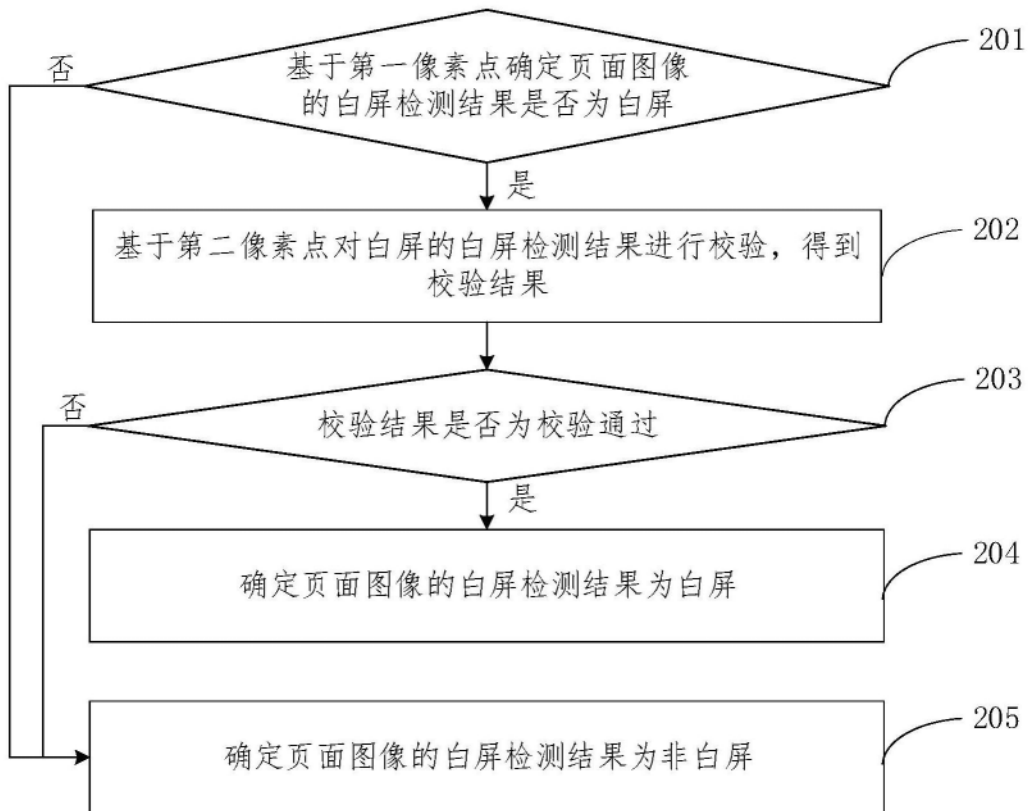 201
否
基于第一像素点确定页面图像
的白屏检测结果是否为白屏
是
202
基于第二像素点对白屏的白屏检测结果进行校验，得到
校验结果
203
否
校验结果是否为校验通过
是
204
确定页面图像的白屏检测结果为白屏
205
确定页面图像的白屏检测结果为非白屏